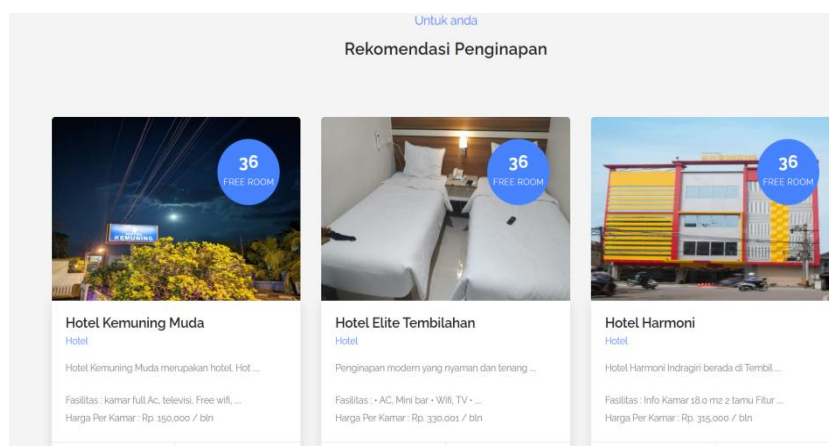 Untuk anda
Rekomendasi Penginapan
36
FREE ROOM
KEMUNING
Hotel Kemuning Muda
Hotel
Hotel Kemuning Muda merupakan hotel. Hot ....
Fasilitas : kamar full Ac, televisi, Free wifi, ....
Harga Per Kamar : Rp. 150,000 / bln
36
FREE ROOM
Hotel Elite Tembilahan
Hotel
Penginapan modern yang nyaman dan tenang ....
Fasilitas : • AC, Mini bar • Wifi, TV • ....
Harga Per Kamar : Rp. 330,001 / bln
36
FREE ROOM
Hotel Harmoni
Hotel
Hotel Harmoni Indragiri berada di Tembil ....
Fasilitas : Info Kamar 18.0 m2 2 tamu Fitur ....
Harga Per Kamar : Rp. 315,000 / bln